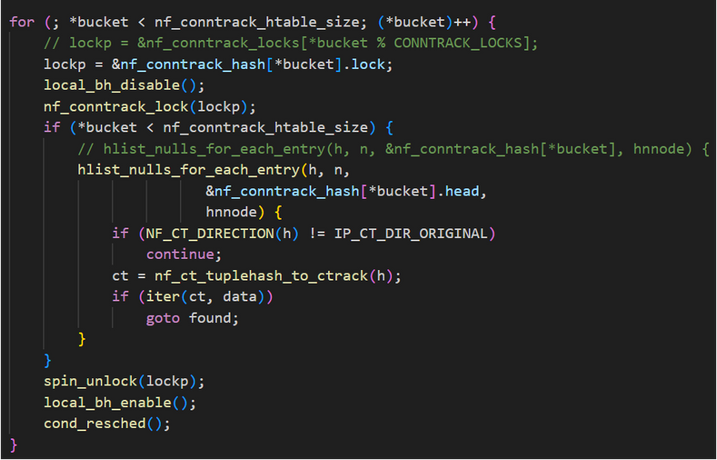 for (; *bucket < nf_conntrack_htable_size; (*bucket)++) {
    // lockp = &nf_conntrack_locks[*bucket % CONNTRACK_LOCKS];
    lockp = &nf_conntrack_hash[*bucket].lock;
    local_bh_disable();
    nf_conntrack_lock(lockp);
    if (*bucket < nf_conntrack_htable_size) {
        // hlist_nulls_for_each_entry(h, n, &nf_conntrack_hash[*bucket], hnnode) {
        hlist_nulls_for_each_entry(h, n,
                       &nf_conntrack_hash[*bucket].head,
                       hnnode) {
            if (NF_CT_DIRECTION(h) != IP_CT_DIR_ORIGINAL)
                continue;
            ct = nf_ct_tuplehash_to_ctrack(h);
            if (iter(ct, data))
                goto found;
        }
    }
    spin_unlock(lockp);
    local_bh_enable();
    cond_resched();
}